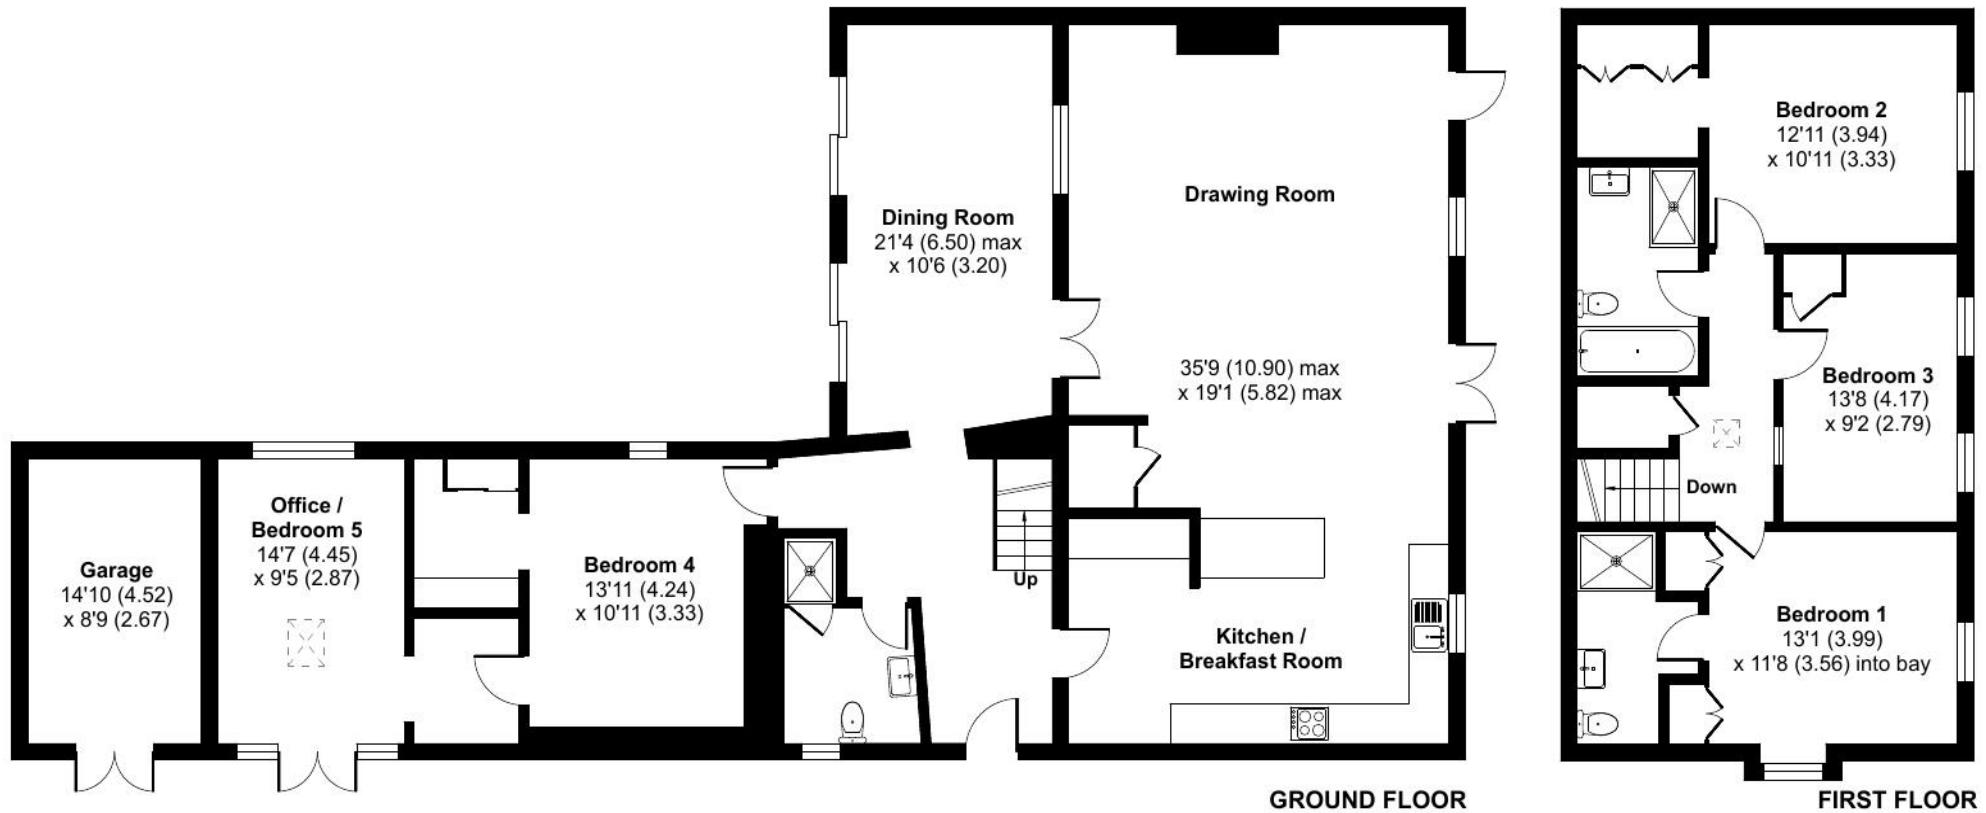 Garage
14'10 (4.52)
x 8'9 (2.67)
Office /
Bedroom 5
14'7 (4.45)
x 9'5 (2.87)
Bedroom 4
13'11 (4.24)
x 10'11 (3.33)
Dining Room
21'4 (6.50) max
x 10'6 (3.20)
Up
Drawing Room
35'9 (10.90) max
x 19'1 (5.82) max
Kitchen /
Breakfast Room
GROUND FLOOR
Bedroom 2
12'11 (3.94)
x 10'11 (3.33)
Bedroom 3
13'8 (4.17)
x 9'2 (2.79)
Down
Bedroom 1
13'1 (3.99)
x 11'8 (3.56) into bay
FIRST FLOOR